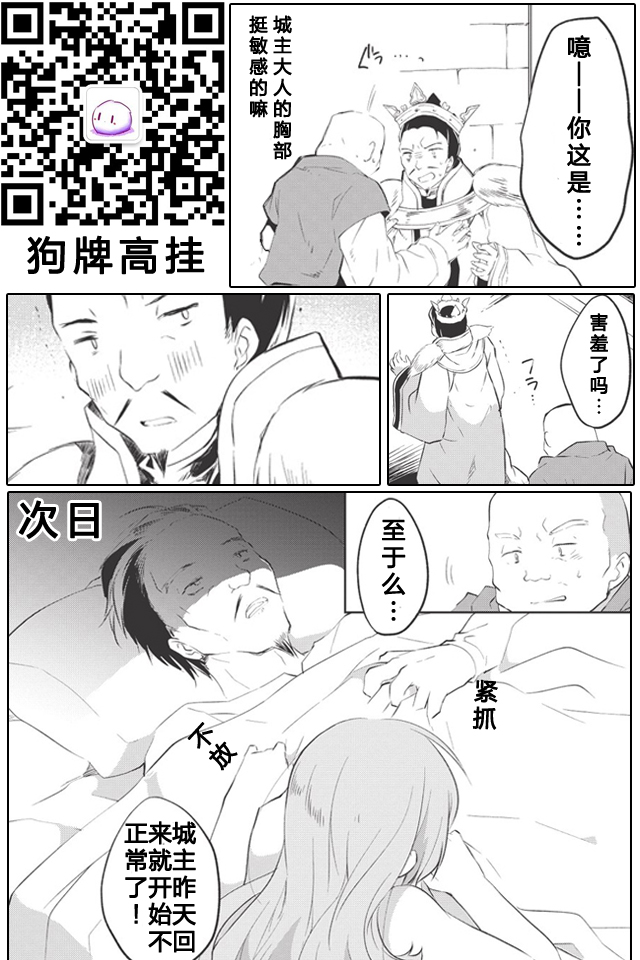 狗牌高挂
噫——你这是……
城主大人的胸部
挺敏感的嘛
害羞了吗…
次日
至于么…
紧抓
不放
城主昨天回
来就开始不
正常了！